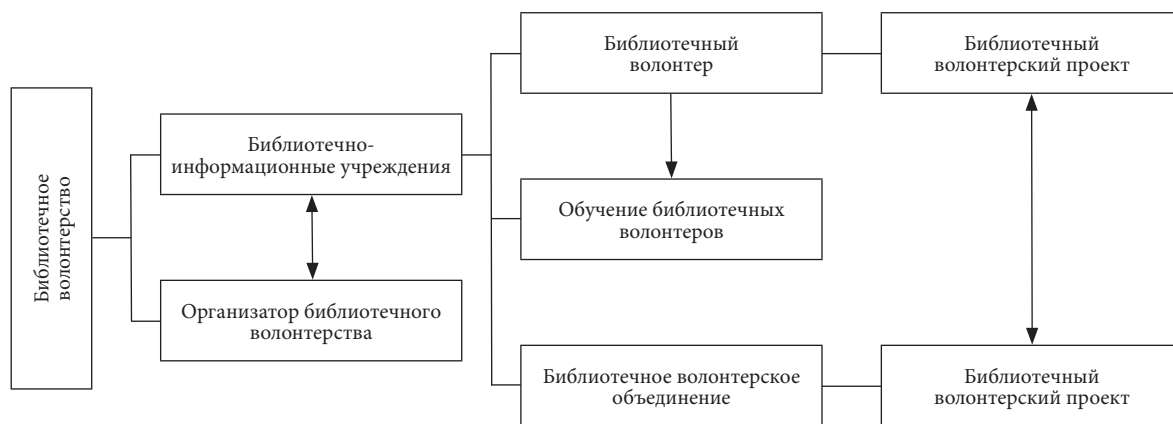 Библиотечное
волонтерство
Библиотечно-
информационные учреждения
Организатор библиотечного
волонтерства
Библиотечный
волонтер
Обучение библиотечных
волонтеров
Библиотечное волонтерское
объединение
Библиотечный
волонтерский проект
Библиотечный
волонтерский проект